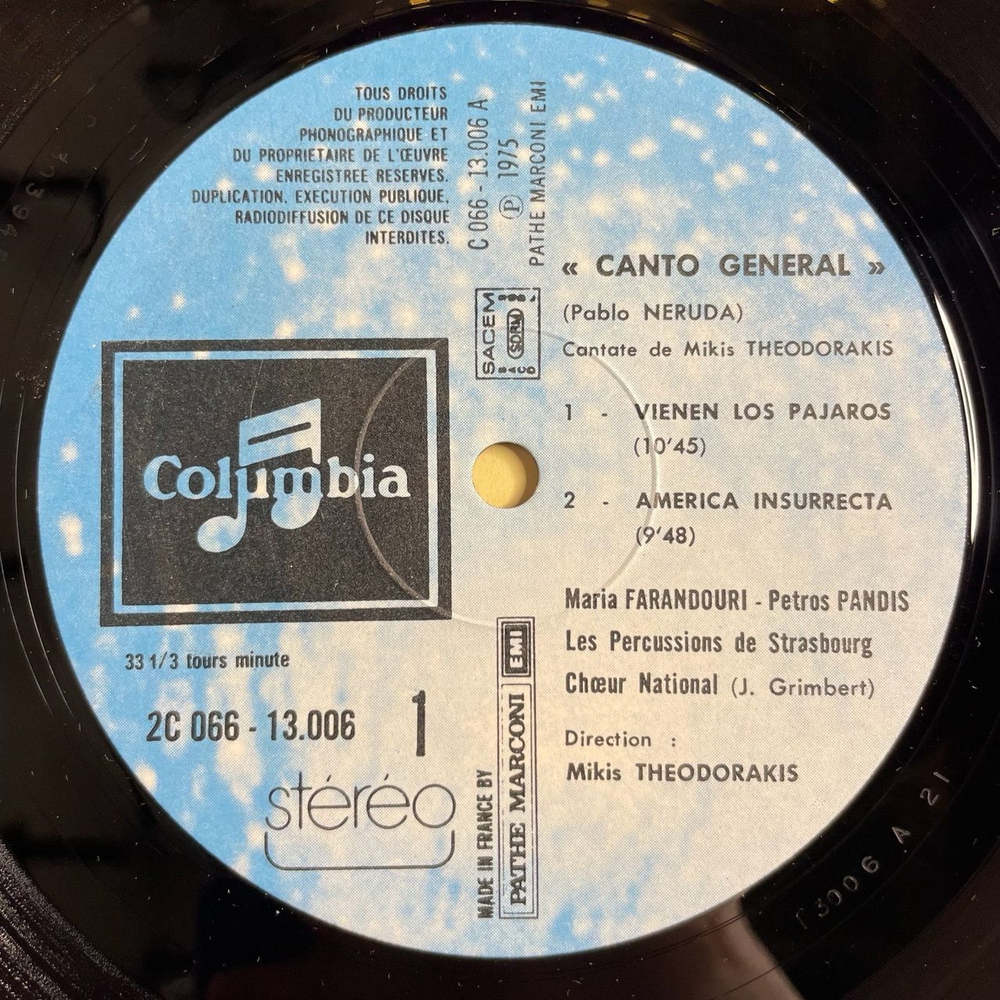 TOUS DROITS
DU PRODUCTEUR
PHONOGRAPHIQUE ET
DU PROPRIETAIRE DE L'ŒUVRE
ENREGISTREE RESERVES.
DUPLICATION, EXECUTION PUBLIQUE,
RADIODIFFUSION DE CE DISQUE
INTERDITES.
C 066 - 13.006 A
Ⓟ 1975
PATHE MARCONI EMI
SACEM
SDRM
SACD
Columbia
33 1/3 tours minute
2C 066 - 13.006
1
stéréo
MADE IN FRANCE BY
PATHE MARCONI EMI
« CANTO GENERAL »
(Pablo NERUDA)
Cantate de Mikis THEODORAKIS
1 - VIENEN LOS PAJAROS
(10'45)
2 - AMERICA INSURRECTA
(9'48)
Maria FARANDOURI - Petros PANDIS
Les Percussions de Strasbourg
Chœur National (J. Grimbert)
Direction :
Mikis THEODORAKIS
13006 A 21